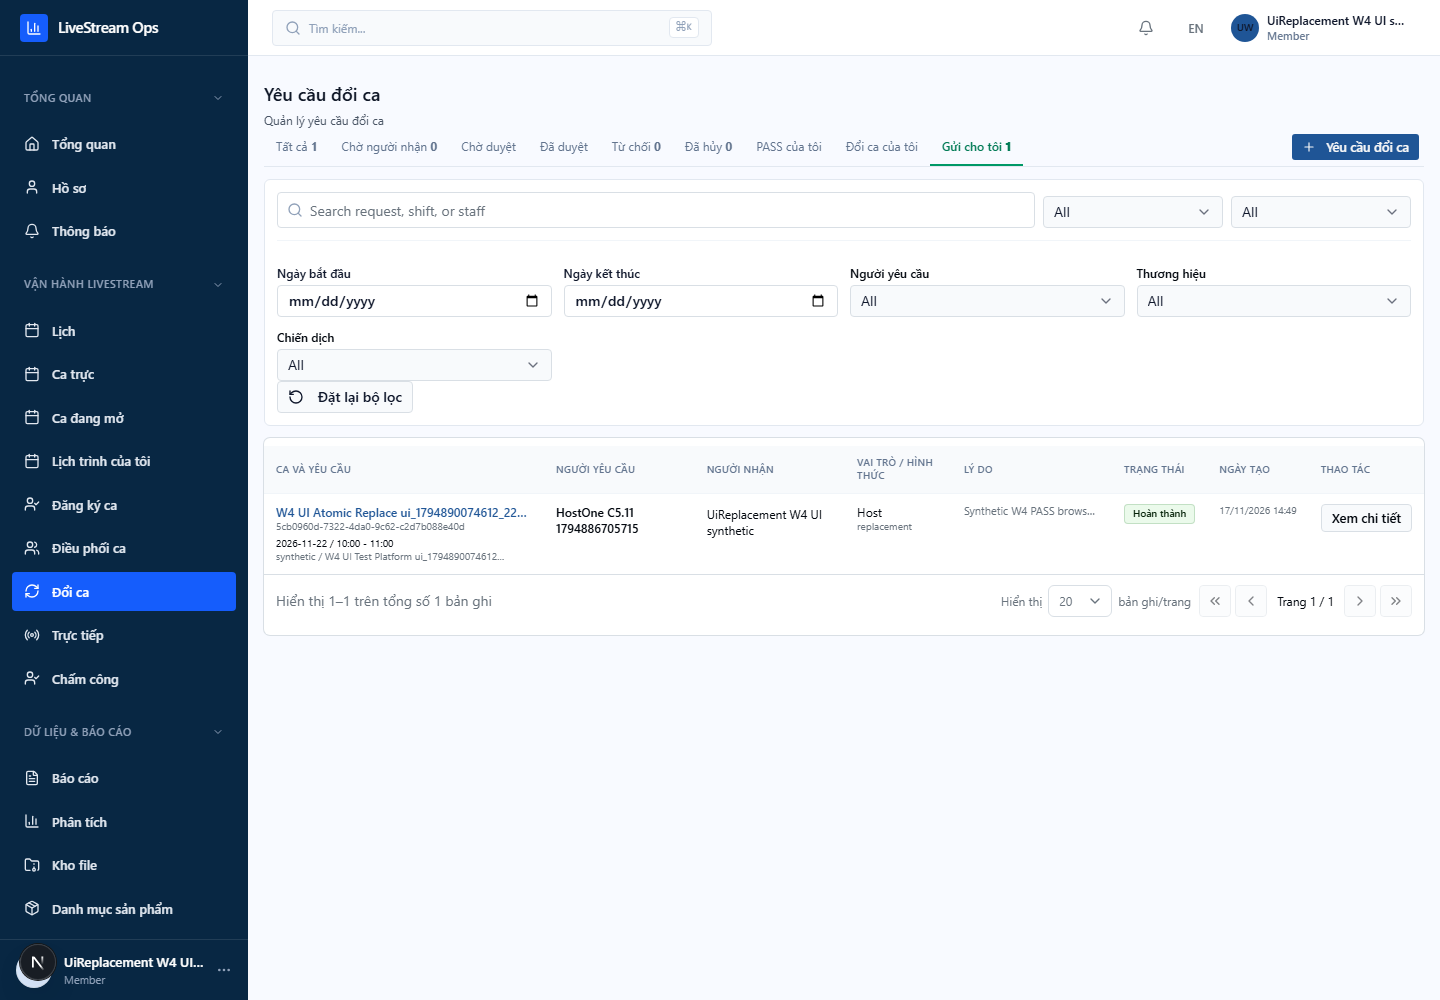 LiveStream Ops
Tìm kiếm...
⌘K
EN
UW
UiReplacement W4 UI s...
Member
TỔNG QUAN
Tổng quan
Hồ sơ
Thông báo
VẬN HÀNH LIVESTREAM
Lịch
Ca trực
Ca đang mở
Lịch trình của tôi
Đăng ký ca
Điều phối ca
Đổi ca
Trực tiếp
Chấm công
DỮ LIỆU & BÁO CÁO
Báo cáo
Phân tích
Kho file
Danh mục sản phẩm
N
UiReplacement W4 UI...
Member
Yêu cầu đổi ca
Quản lý yêu cầu đổi ca
Tất cả 1
Chờ người nhận 0
Chờ duyệt
Đã duyệt
Từ chối 0
Đã hủy 0
PASS của tôi
Đổi ca của tôi
Gửi cho tôi 1
Yêu cầu đổi ca
Search request, shift, or staff
All
All
Ngày bắt đầu
Ngày kết thúc
Người yêu cầu
Thương hiệu
mm/dd/yyyy
mm/dd/yyyy
All
All
Chiến dịch
All
Đặt lại bộ lọc
CA VÀ YÊU CẦU
NGƯỜI YÊU CẦU
NGƯỜI NHẬN
VAI TRÒ / HÌNH
THỨC
LÝ DO
TRẠNG THÁI
NGÀY TẠO
THAO TÁC
W4 UI Atomic Replace ui_1794890074612_22...
5cb0960d-7322-4da0-9c62-c2d7b088e40d
2026-11-22 / 10:00 - 11:00
synthetic / W4 UI Test Platform ui_1794890074612...
HostOne C5.11
1794886705715
UiReplacement W4 UI
synthetic
Host
replacement
Synthetic W4 PASS brows...
Hoàn thành
17/11/2026 14:49
Xem chi tiết
Hiển thị 1–1 trên tổng số 1 bản ghi
Hiển thị
20
bản ghi/trang
Trang 1 / 1